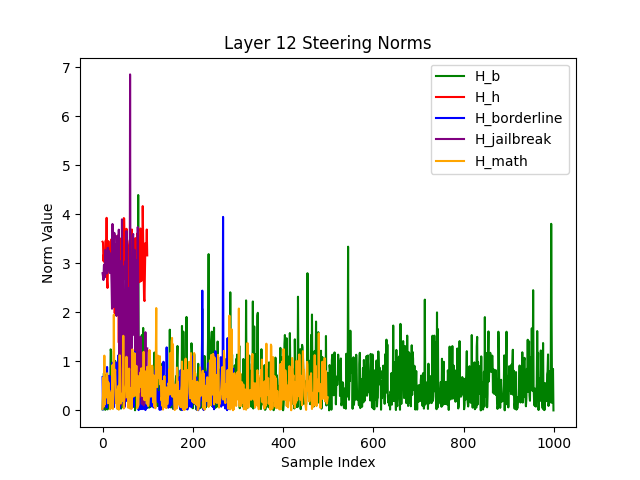 Layer 12 Steering Norms
H_b
H_h
H_borderline
H_jailbreak
H_math
Norm Value
7
6
5
4
3
2
1
0
0 200 400 600 800 1000
Sample Index